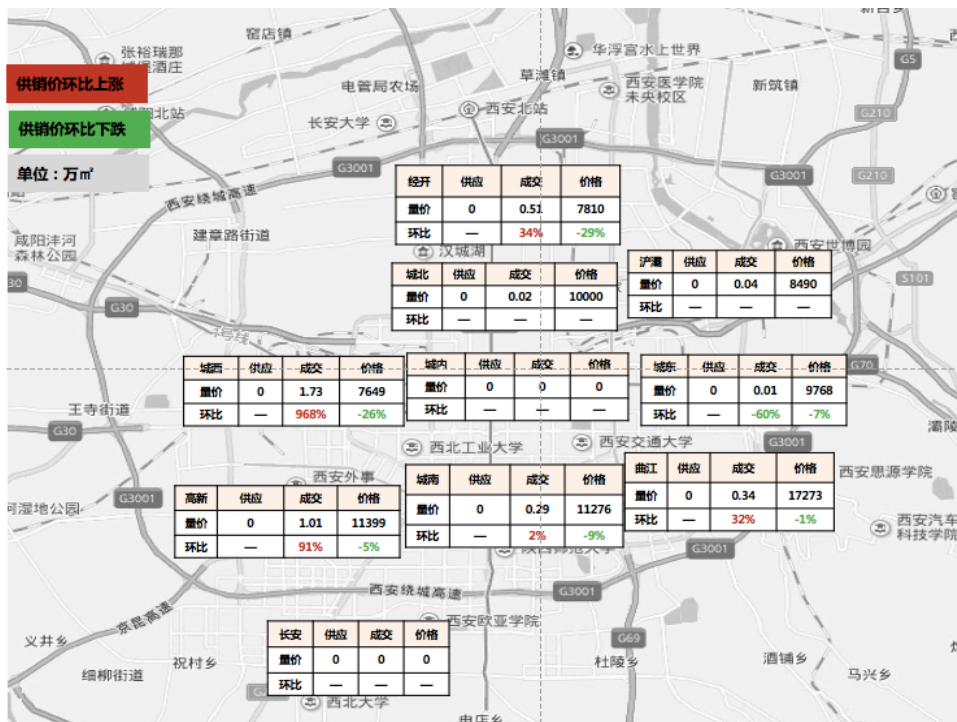 窑店镇
张裕瑞那
城堡酒庄
供销价环比上涨
咸阳北站
供销价环比下跌
单位：万㎡
华浮宫水上世界
电管局农场
草滩镇
西安医学院
未央校区
新筑镇
G5
西安北站
长安大学
G210
G3001
G3001
G3001
G210
西安绕城高速
经开 供应 成交 价格
量价 0 0.51 7810
环比 — 34% -29%
咸阳沣河
森林公园
建章路街道
汉城湖
西安世博园
S101
城北 供应 成交 价格
量价 0 0.02 10000
环比 — — —
浐灞 供应 成交 价格
量价 0 0.04 8490
环比 — — —
G30
G30
城西 供应 成交 价格
量价 0 1.73 7649
环比 — 968% -26%
城内 供应 成交 价格
量价 0 0 0
环比 — — —
城东 供应 成交 价格
量价 0 0.01 9768
环比 — -60% -7%
G70
王寺街道
G30
西北工业大学
西安交通大学
G3001
灞陵
西安外事
G3001
高新 供应 成交 价格
量价 0 1.01 11399
环比 — 91% -5%
城南 供应 成交 价格
量价 0 0.29 11276
环比 — 2% -9%
曲江 供应 成交 价格
量价 0 0.34 17273
环比 — 32% -1%
西安思源学院
河湿地公园
西安汽车
科技学院
陕西师范大学
G3001
西安绕城高速
G3001
京昆高速
西安欧亚学院
长安 供应 成交 价格
量价 0 0 0
环比 — — —
义井乡
祝村乡
细柳街道
G69
杜陵乡
酒铺乡
马兴乡
西北大学